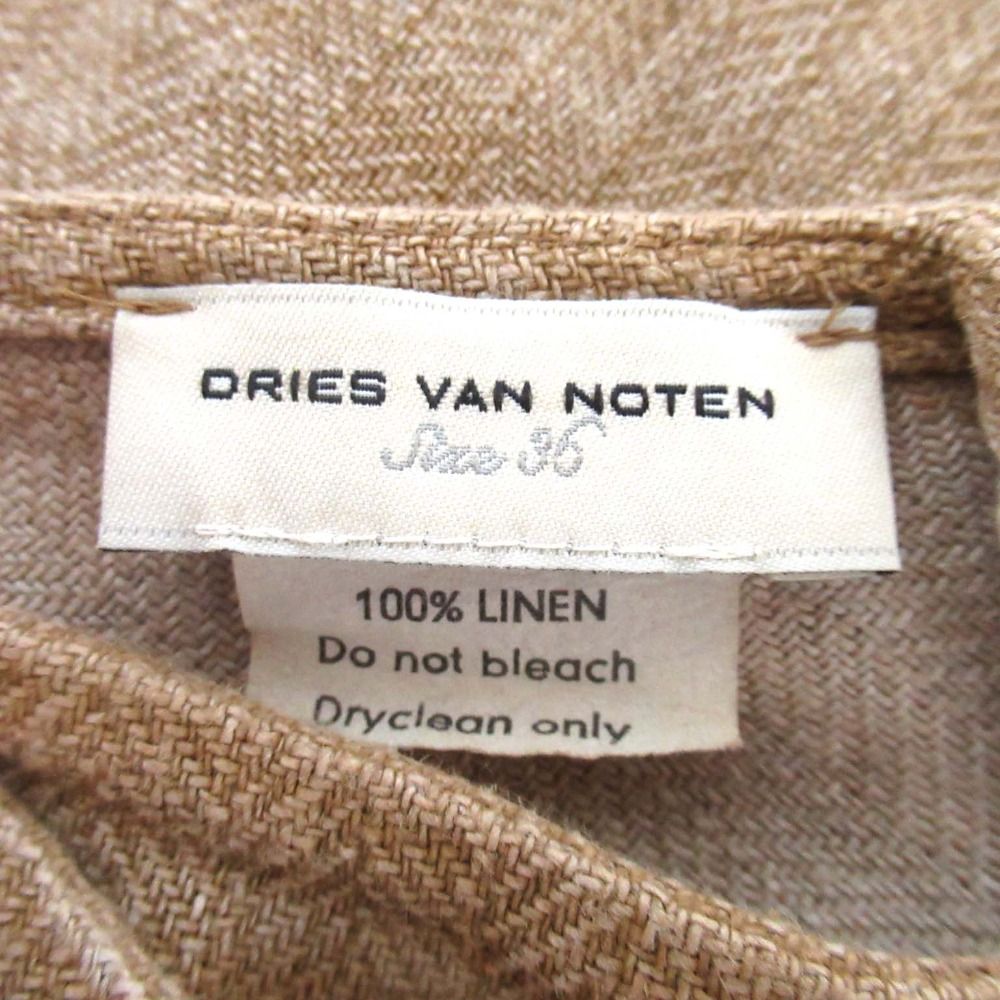 DRIES VAN NOTEN
Size 36
100% LINEN
Do not bleach
Dryclean only